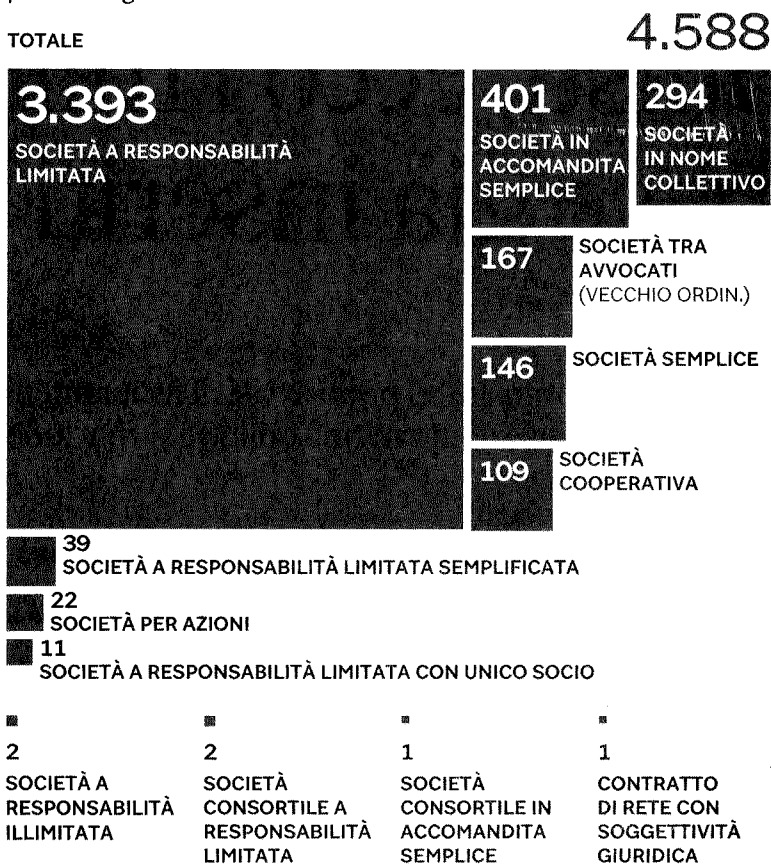 TOTALE
4.588
3.393
SOCIETÀ A RESPONSABILITÀ
LIMITATA
401
SOCIETÀ IN
ACCOMANDITA
SEMPLICE
294
SOCIETÀ
IN NOME
COLLETTIVO
167
SOCIETÀ TRA
AVVOCATI
(VECCHIO ORDIN.)
146
SOCIETÀ SEMPLICE
109
SOCIETÀ
COOPERATIVA
39
SOCIETÀ A RESPONSABILITÀ LIMITATA SEMPLIFICATA
22
SOCIETÀ PER AZIONI
11
SOCIETÀ A RESPONSABILITÀ LIMITATA CON UNICO SOCIO
2
SOCIETÀ A
RESPONSABILITÀ
ILLIMITATA
2
SOCIETÀ
CONSORTILE A
RESPONSABILITÀ
LIMITATA
1
SOCIETÀ
CONSORTILE IN
ACCOMANDITA
SEMPLICE
1
CONTRATTO
DI RETE CON
SOGGETTIVITÀ
GIURIDICA